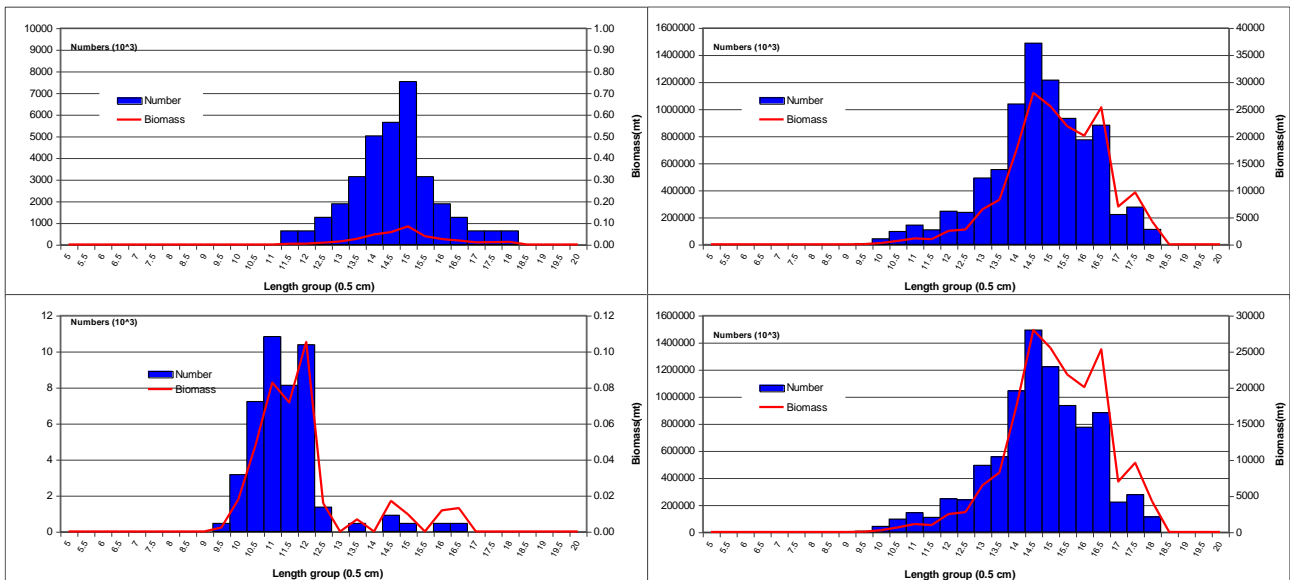 10000
9000
8000
7000
6000
5000
4000
3000
2000
1000
0
Numbers (10^3)
Number
Biomass
1.00
0.90
0.80
0.70
0.60
0.50
0.40
0.30
0.20
0.10
0.00
Biomass(mt)
5 5.5 6 6.5 7 7.5 8 8.5 9 9.5 10 10.5 11 11.5 12 12.5 13 13.5 14 14.5 15 15.5 16 16.5 17 17.5 18 18.5 19 19.5 20
Length group (0.5 cm)
1600000
1400000
1200000
1000000
800000
600000
400000
200000
0
Numbers (10^3)
Number
Biomass
40000
35000
30000
25000
20000
15000
10000
5000
0
Biomass(mt)
5 5.5 6 6.5 7 7.5 8 8.5 9 9.5 10 10.5 11 11.5 12 12.5 13 13.5 14 14.5 15 15.5 16 16.5 17 17.5 18 18.5 19 19.5 20
Length group (0.5 cm)
12
10
8
6
4
2
0
Numbers (10^3)
Number
Biomass
0.12
0.10
0.08
0.06
0.04
0.02
0.00
Biomass(mt)
5 5.5 6 6.5 7 7.5 8 8.5 9 9.5 10 10.5 11 11.5 12 12.5 13 13.5 14 14.5 15 15.5 16 16.5 17 17.5 18 18.5 19 19.5 20
Length group (0.5 cm)
1600000
1400000
1200000
1000000
800000
600000
400000
200000
0
Numbers (10^3)
Number
Biomass
30000
25000
20000
15000
10000
5000
0
Biomass(mt)
5 5.5 6 6.5 7 7.5 8 8.5 9 9.5 10 10.5 11 11.5 12 12.5 13 13.5 14 14.5 15 15.5 16 16.5 17 17.5 18 18.5 19 19.5 20
Length group (0.5 cm)